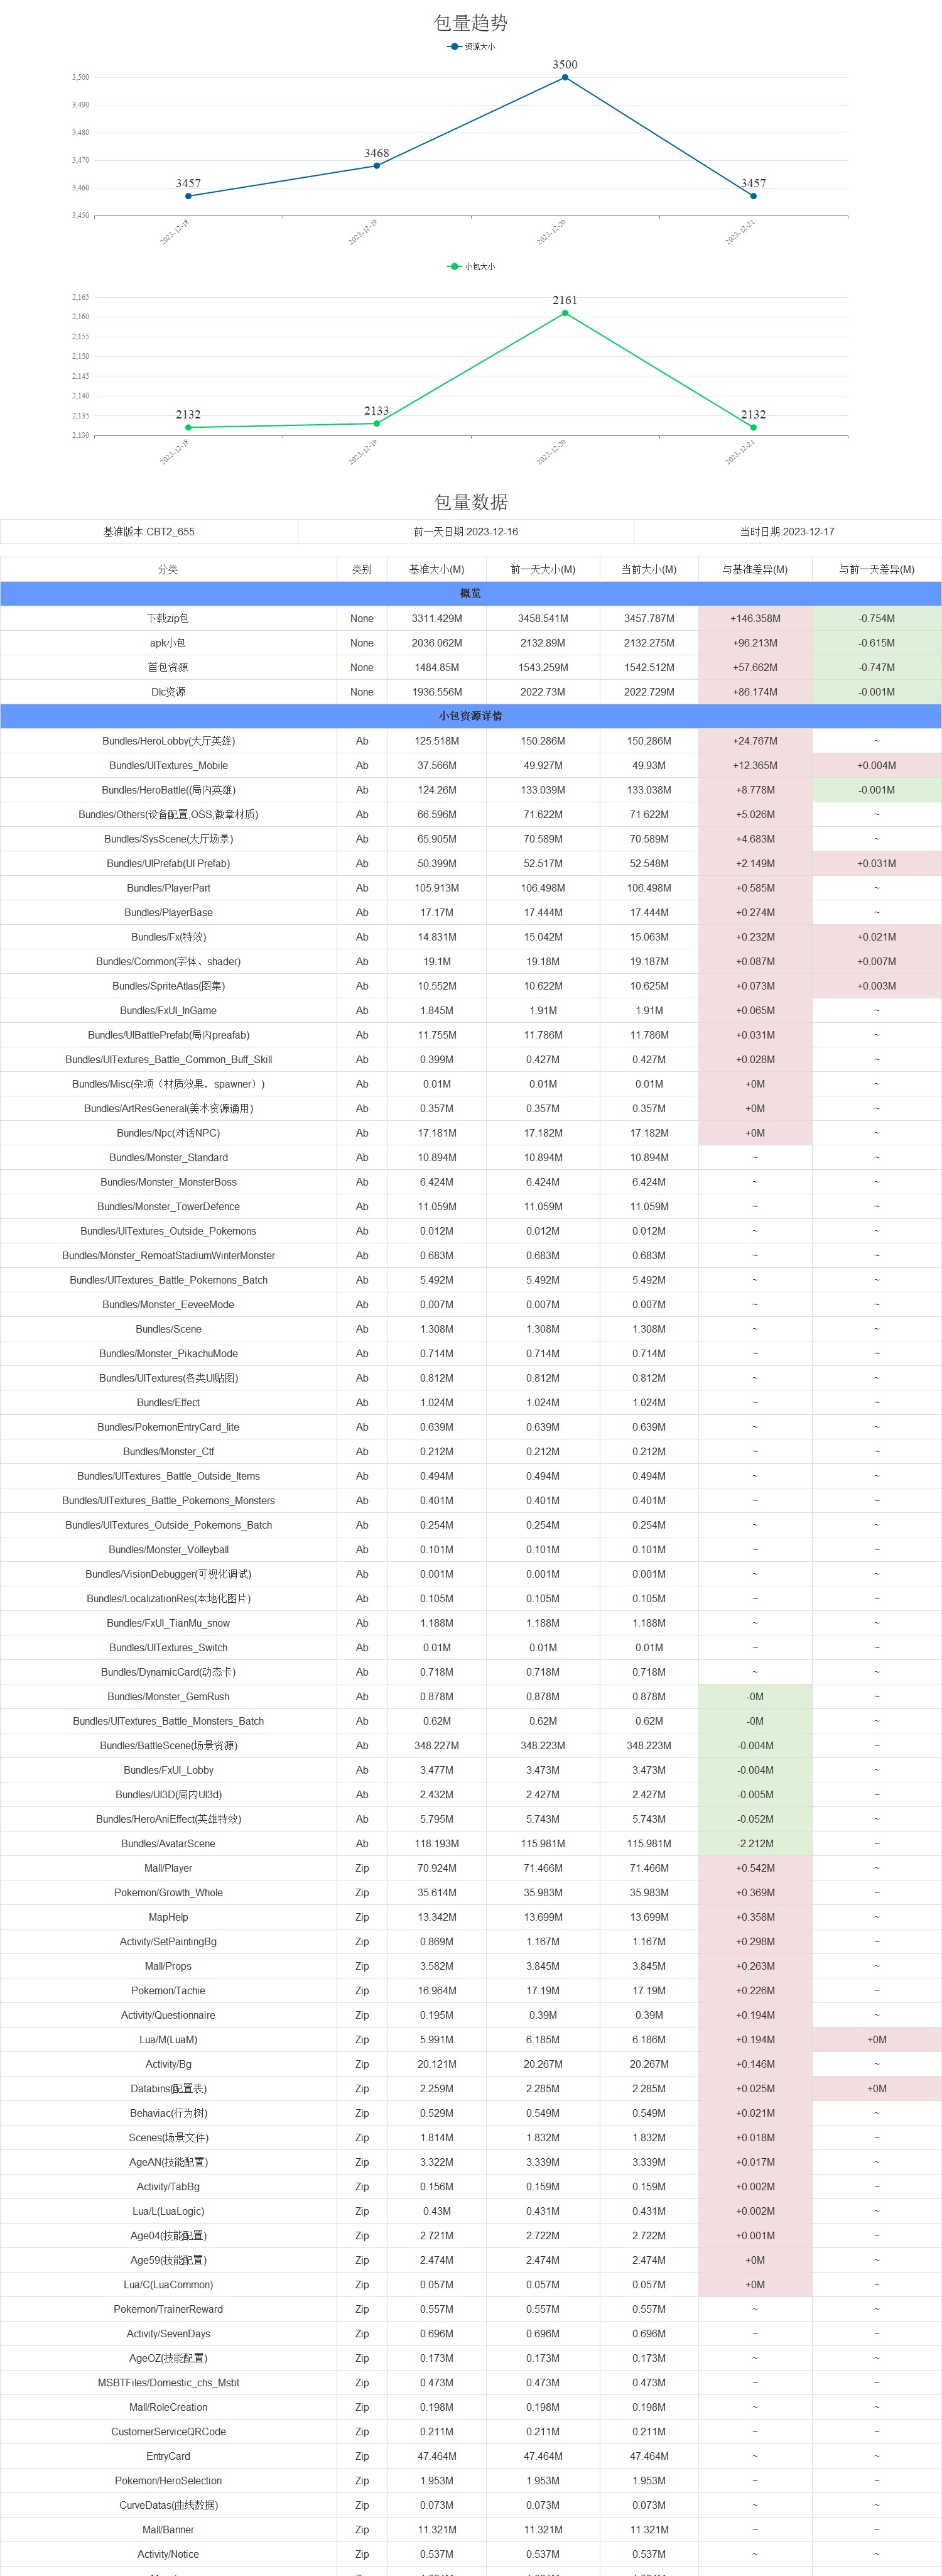 包量趋势
资源大小
3,500
3,490
3,480
3,470
3,460
3,450
3457
3468
3500
3457
2023-12-18
2023-12-19
2023-12-20
2023-12-21
小包大小
2,165
2,160
2,155
2,150
2,145
2,140
2,135
2,130
2132
2133
2161
2132
2023-12-18
2023-12-19
2023-12-20
2023-12-21
包量数据
基准版本:CBT2_655 前一天日期:2023-12-16 当时日期:2023-12-17
分类 类别 基准大小(M) 前一天大小(M) 当前大小(M) 与基准差异(M) 与前一天差异(M)
概览
下载zip包 None 3311.429M 3458.541M 3457.787M +146.358M -0.754M
apk小包 None 2036.062M 2132.89M 2132.275M +96.213M -0.615M
首包资源 None 1484.85M 1543.259M 1542.512M +57.662M -0.747M
Dlc资源 None 1936.556M 2022.73M 2022.729M +86.174M -0.001M
小包资源详情
Bundles/HeroLobby(大厅英雄) Ab 125.518M 150.286M 150.286M +24.767M ~
Bundles/UITextures_Mobile Ab 37.566M 49.927M 49.93M +12.365M +0.004M
Bundles/HeroBattle((局内英雄) Ab 124.26M 133.039M 133.038M +8.778M -0.001M
Bundles/Others(设备配置,OSS,徽章材质) Ab 66.596M 71.622M 71.622M +5.026M ~
Bundles/SysScene(大厅场景) Ab 65.905M 70.589M 70.589M +4.683M ~
Bundles/UIPrefab(UI Prefab) Ab 50.399M 52.517M 52.548M +2.149M +0.031M
Bundles/PlayerPart Ab 105.913M 106.498M 106.498M +0.585M ~
Bundles/PlayerBase Ab 17.17M 17.444M 17.444M +0.274M ~
Bundles/Fx(特效) Ab 14.831M 15.042M 15.063M +0.232M +0.021M
Bundles/Common(字体、shader) Ab 19.1M 19.18M 19.187M +0.087M +0.007M
Bundles/SpriteAtlas(图集) Ab 10.552M 10.622M 10.625M +0.073M +0.003M
Bundles/FxUI_InGame Ab 1.845M 1.91M 1.91M +0.065M ~
Bundles/UIBattlePrefab(局内preafab) Ab 11.755M 11.786M 11.786M +0.031M ~
Bundles/UITextures_Battle_Common_Buff_Skill Ab 0.399M 0.427M 0.427M +0.028M ~
Bundles/Misc(杂项（材质效果，spawner）) Ab 0.01M 0.01M 0.01M +0M ~
Bundles/ArtResGeneral(美术资源通用) Ab 0.357M 0.357M 0.357M +0M ~
Bundles/Npc(对话NPC) Ab 17.181M 17.182M 17.182M +0M ~
Bundles/Monster_Standard Ab 10.894M 10.894M 10.894M ~ ~
Bundles/Monster_MonsterBoss Ab 6.424M 6.424M 6.424M ~ ~
Bundles/Monster_TowerDefence Ab 11.059M 11.059M 11.059M ~ ~
Bundles/UITextures_Outside_Pokemons Ab 0.012M 0.012M 0.012M ~ ~
Bundles/Monster_RemoatStadiumWinterMonster Ab 0.683M 0.683M 0.683M ~ ~
Bundles/UITextures_Battle_Pokemons_Batch Ab 5.492M 5.492M 5.492M ~ ~
Bundles/Monster_EeveeMode Ab 0.007M 0.007M 0.007M ~ ~
Bundles/Scene Ab 1.308M 1.308M 1.308M ~ ~
Bundles/Monster_PikachuMode Ab 0.714M 0.714M 0.714M ~ ~
Bundles/UITextures(各类UI贴图) Ab 0.812M 0.812M 0.812M ~ ~
Bundles/Effect Ab 1.024M 1.024M 1.024M ~ ~
Bundles/PokemonEntryCard_lite Ab 0.639M 0.639M 0.639M ~ ~
Bundles/Monster_Ctf Ab 0.212M 0.212M 0.212M ~ ~
Bundles/UITextures_Battle_Outside_Items Ab 0.494M 0.494M 0.494M ~ ~
Bundles/UITextures_Battle_Pokemons_Monsters Ab 0.401M 0.401M 0.401M ~ ~
Bundles/UITextures_Outside_Pokemons_Batch Ab 0.254M 0.254M 0.254M ~ ~
Bundles/Monster_Volleyball Ab 0.101M 0.101M 0.101M ~ ~
Bundles/VisionDebugger(可视化调试) Ab 0.001M 0.001M 0.001M ~ ~
Bundles/LocalizationRes(本地化图片) Ab 0.105M 0.105M 0.105M ~ ~
Bundles/FxUI_TianMu_snow Ab 1.188M 1.188M 1.188M ~ ~
Bundles/UITextures_Switch Ab 0.01M 0.01M 0.01M ~ ~
Bundles/DynamicCard(动态卡) Ab 0.718M 0.718M 0.718M ~ ~
Bundles/Monster_GemRush Ab 0.878M 0.878M 0.878M -0M ~
Bundles/UITextures_Battle_Monsters_Batch Ab 0.62M 0.62M 0.62M -0M ~
Bundles/BattleScene(场景资源) Ab 348.227M 348.223M 348.223M -0.004M ~
Bundles/FxUI_Lobby Ab 3.477M 3.473M 3.473M -0.004M ~
Bundles/UI3D(局内UI3d) Ab 2.432M 2.427M 2.427M -0.005M ~
Bundles/HeroAniEffect(英雄特效) Ab 5.795M 5.743M 5.743M -0.052M ~
Bundles/AvatarScene Ab 118.193M 115.981M 115.981M -2.212M ~
Mall/Player Zip 70.924M 71.466M 71.466M +0.542M ~
Pokemon/Growth_Whole Zip 35.614M 35.983M 35.983M +0.369M ~
MapHelp Zip 13.342M 13.699M 13.699M +0.358M ~
Activity/SetPaintingBg Zip 0.869M 1.167M 1.167M +0.298M ~
Mall/Props Zip 3.582M 3.845M 3.845M +0.263M ~
Pokemon/Tachie Zip 16.964M 17.19M 17.19M +0.226M ~
Activity/Questionnaire Zip 0.195M 0.39M 0.39M +0.194M ~
Lua/M(LuaM) Zip 5.991M 6.185M 6.186M +0.194M +0M
Activity/Bg Zip 20.121M 20.267M 20.267M +0.146M ~
Databins(配置表) Zip 2.259M 2.285M 2.285M +0.025M +0M
Behaviac(行为树) Zip 0.529M 0.549M 0.549M +0.021M ~
Scenes(场景文件) Zip 1.814M 1.832M 1.832M +0.018M ~
AgeAN(技能配置) Zip 3.322M 3.339M 3.339M +0.017M ~
Activity/TabBg Zip 0.156M 0.159M 0.159M +0.002M ~
Lua/L(LuaLogic) Zip 0.43M 0.431M 0.431M +0.002M ~
Age04(技能配置) Zip 2.721M 2.722M 2.722M +0.001M ~
Age59(技能配置) Zip 2.474M 2.474M 2.474M +0M ~
Lua/C(LuaCommon) Zip 0.057M 0.057M 0.057M +0M ~
Pokemon/TrainerReward Zip 0.557M 0.557M 0.557M ~ ~
Activity/SevenDays Zip 0.696M 0.696M 0.696M ~ ~
AgeOZ(技能配置) Zip 0.173M 0.173M 0.173M ~ ~
MSBTFiles/Domestic_chs_Msbt Zip 0.473M 0.473M 0.473M ~ ~
Mall/RoleCreation Zip 0.198M 0.198M 0.198M ~ ~
CustomerServiceQRCode Zip 0.211M 0.211M 0.211M ~ ~
EntryCard Zip 47.464M 47.464M 47.464M ~ ~
Pokemon/HeroSelection Zip 1.953M 1.953M 1.953M ~ ~
CurveDatas(曲线数据) Zip 0.073M 0.073M 0.073M ~ ~
Mall/Banner Zip 11.321M 11.321M 11.321M ~ ~
Activity/Notice Zip 0.537M 0.537M 0.537M ~ ~